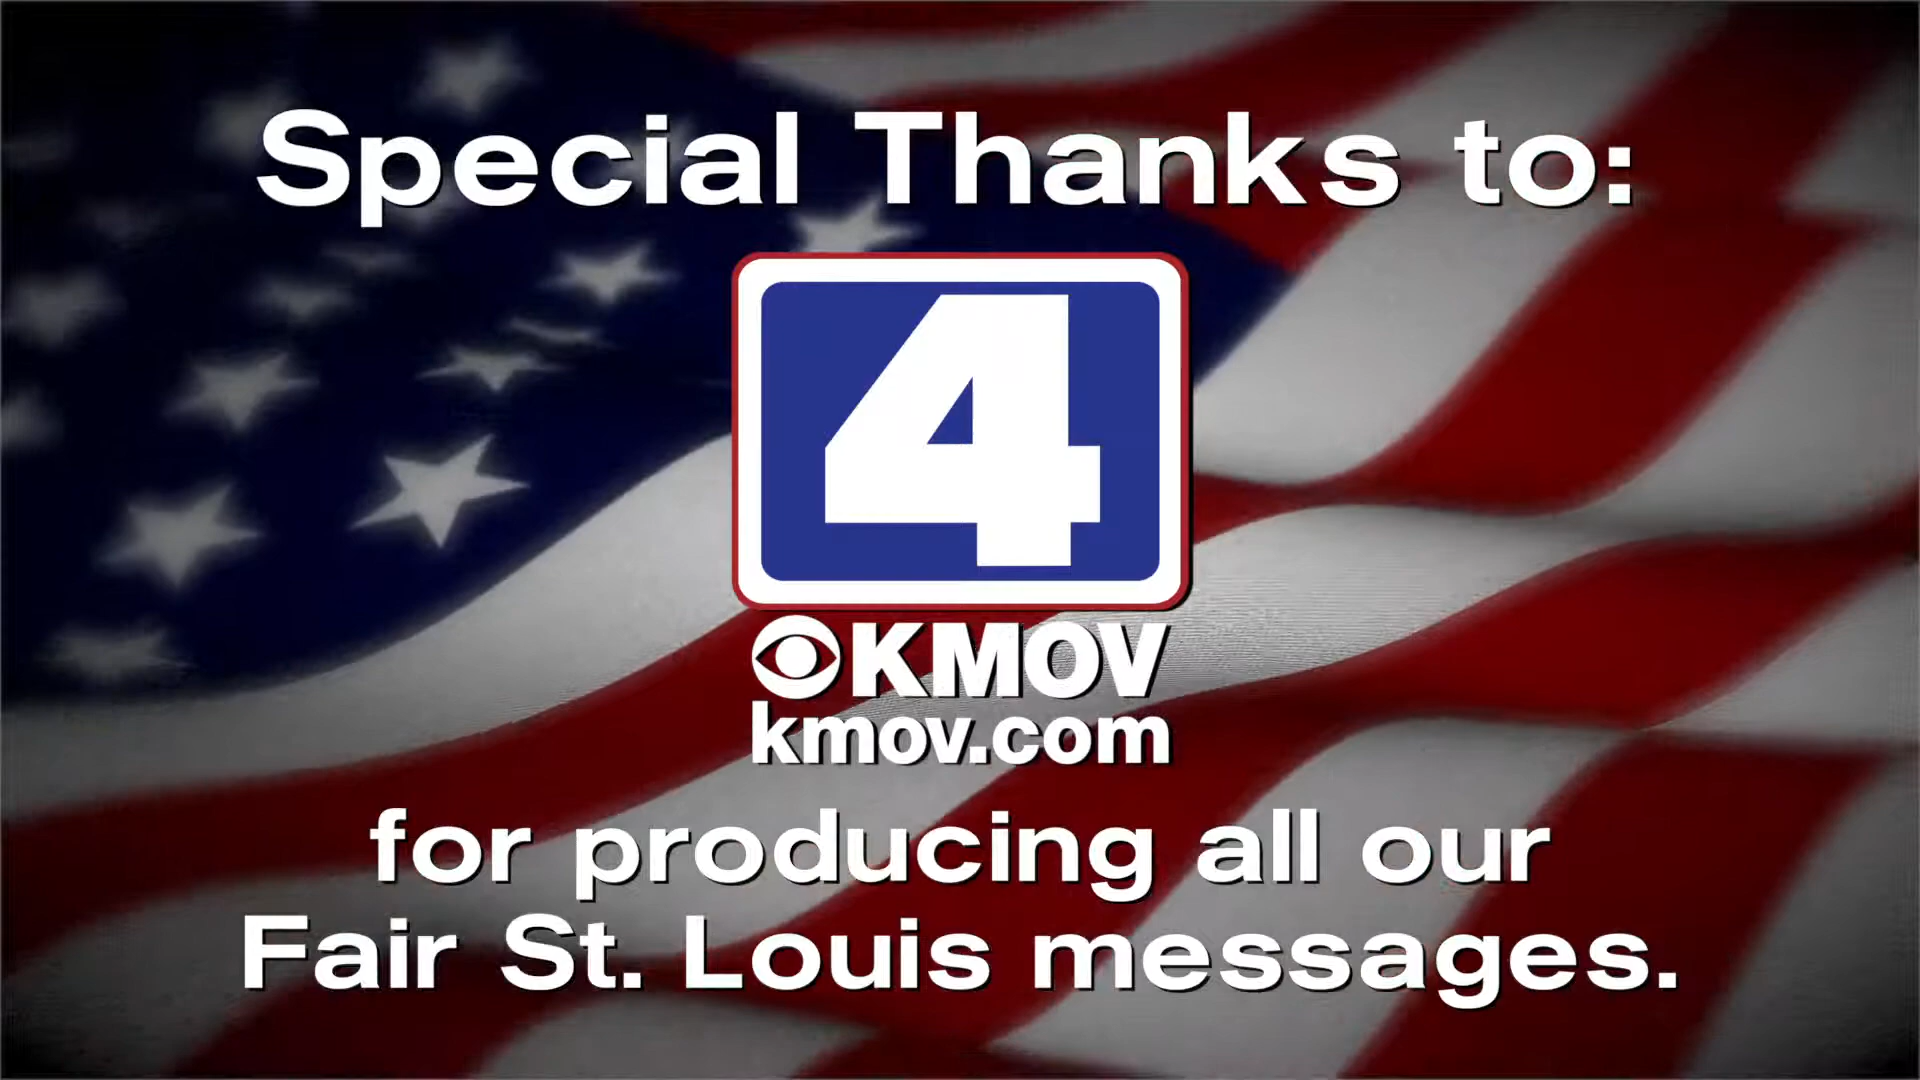 Special Thanks to:
4
KMOV
kmov.com
for producing all our
Fair St. Louis messages.